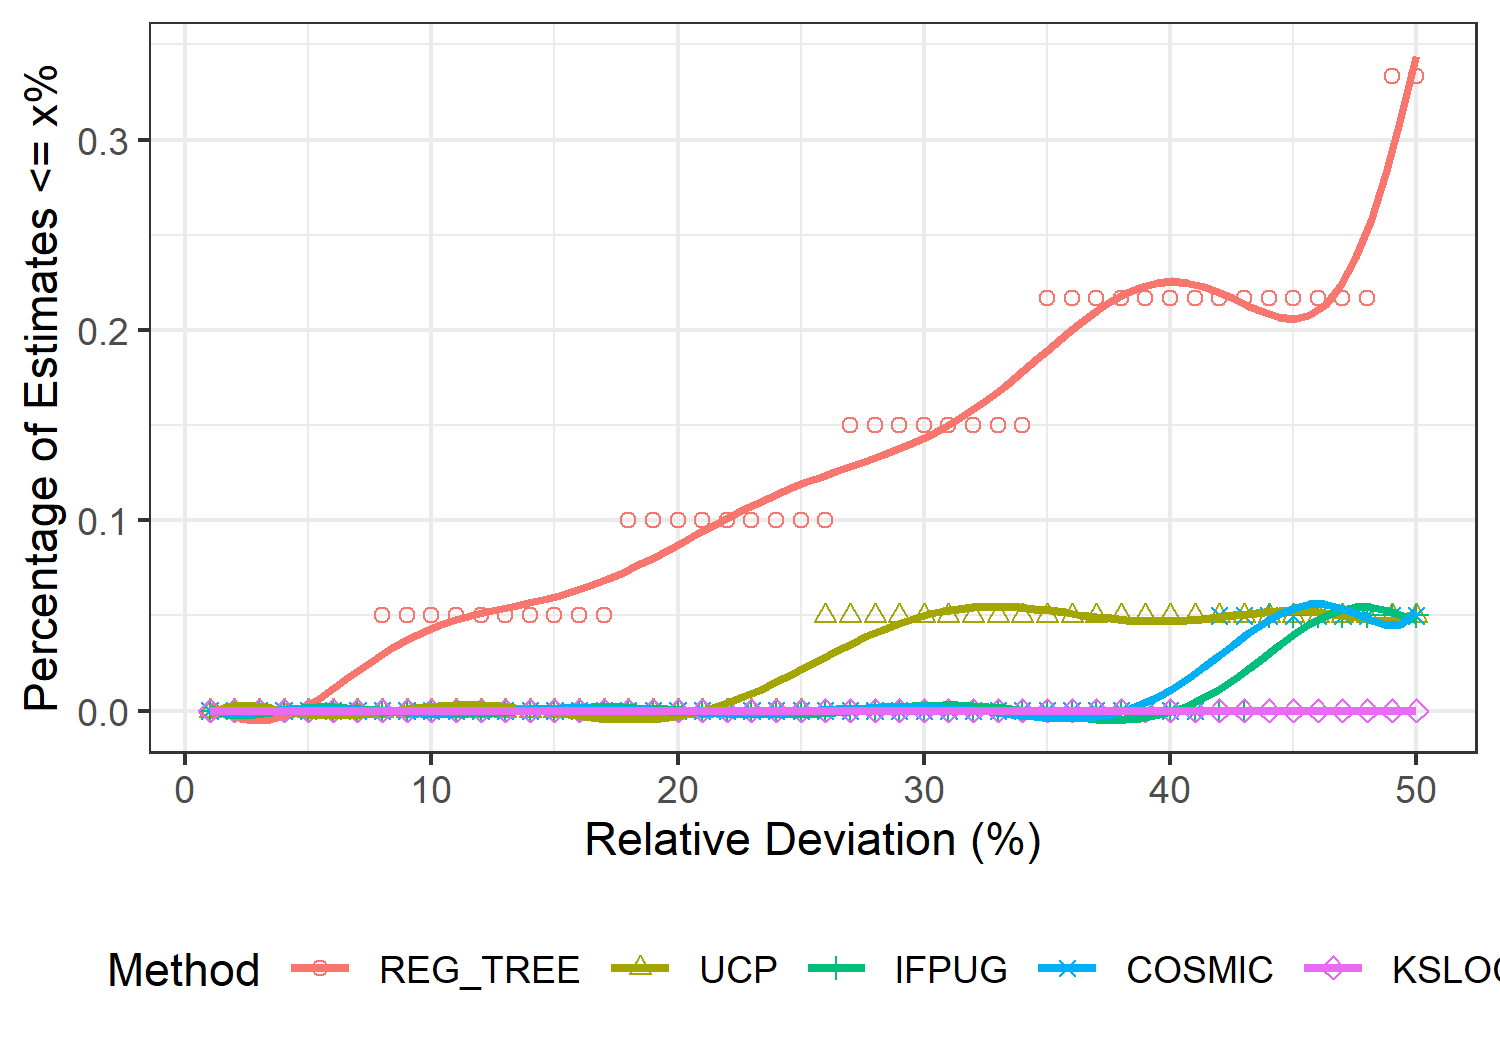 Percentage of Estimates <= x%
0.3
0.2
0.1
0.0
0 10 20 30 40 50
Relative Deviation (%)
Method REG_TREE UCP IFPUG COSMIC KSLOC